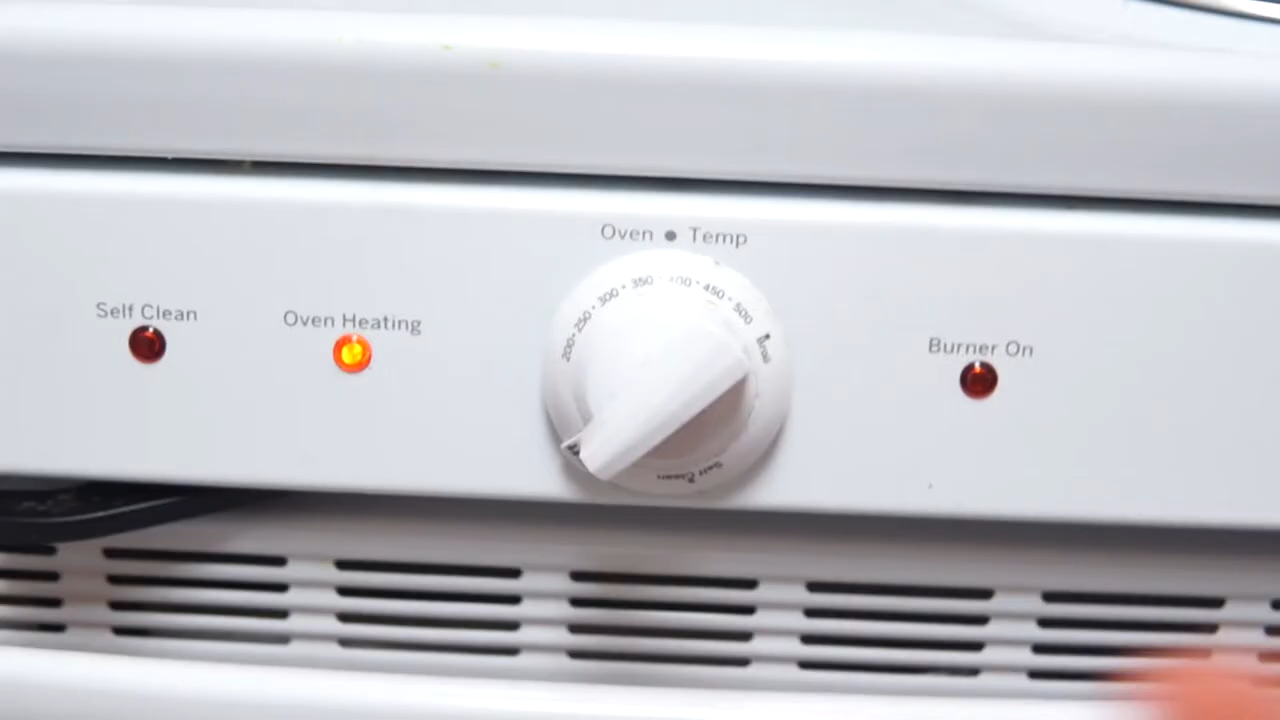 Oven • Temp
Self Clean
Oven Heating
Burner On
200 • 250 • 300 • 350 • 400 • 450 • 500
Broil
Self Clean